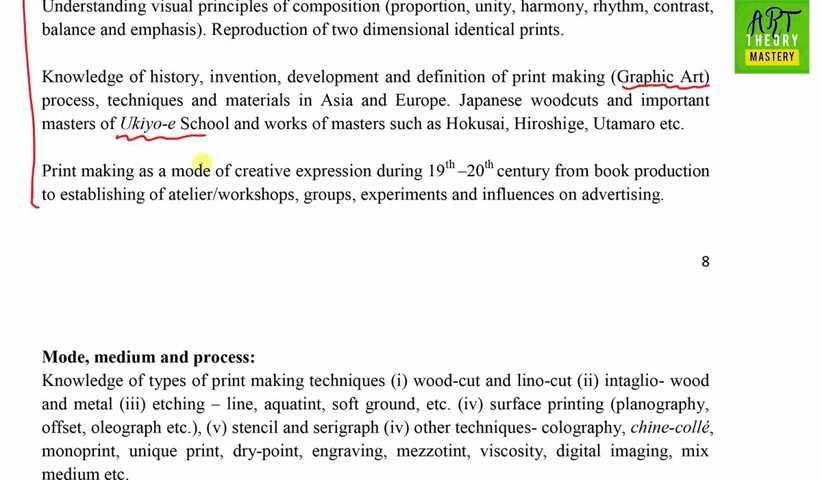 Understanding visual principles of composition (proportion, unity, harmony, rhythm, contrast,
balance and emphasis). Reproduction of two dimensional identical prints.
Knowledge of history, invention, development and definition of print making (Graphic Art)
process, techniques and materials in Asia and Europe. Japanese woodcuts and important
masters of Ukiyo-e School and works of masters such as Hokusai, Hiroshige, Utamaro etc.
Print making as a mode of creative expression during 19th –20th century from book production
to establishing of atelier/workshops, groups, experiments and influences on advertising.
8
Mode, medium and process:
Knowledge of types of print making techniques (i) wood-cut and lino-cut (ii) intaglio- wood
and metal (iii) etching – line, aquatint, soft ground, etc. (iv) surface printing (planography,
offset, oleograph etc.), (v) stencil and serigraph (iv) other techniques- colography, chine-collé,
monoprint, unique print, dry-point, engraving, mezzotint, viscosity, digital imaging, mix
medium etc.
ART
THEORY
MASTERY